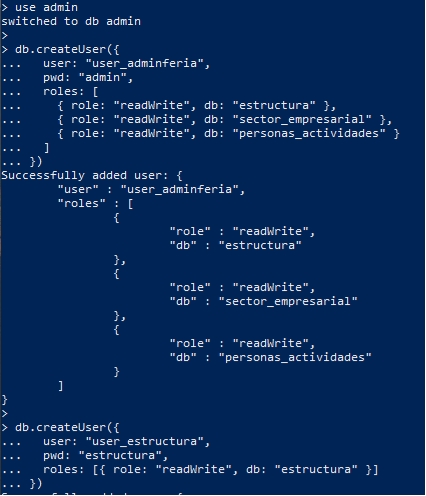 > use admin
switched to db admin
>
> db.createUser({
...   user: "user_adminferia",
...   pwd: "admin",
...   roles: [
...     { role: "readWrite", db: "estructura" },
...     { role: "readWrite", db: "sector_empresarial" },
...     { role: "readWrite", db: "personas_actividades" }
...   ]
... })
Successfully added user: {
        "user" : "user_adminferia",
        "roles" : [
                {
                        "role" : "readWrite",
                        "db" : "estructura"
                },
                {
                        "role" : "readWrite",
                        "db" : "sector_empresarial"
                },
                {
                        "role" : "readWrite",
                        "db" : "personas_actividades"
                }
        ]
}
>
> db.createUser({
...   user: "user_estructura",
...   pwd: "estructura",
...   roles: [{ role: "readWrite", db: "estructura" }]
... })